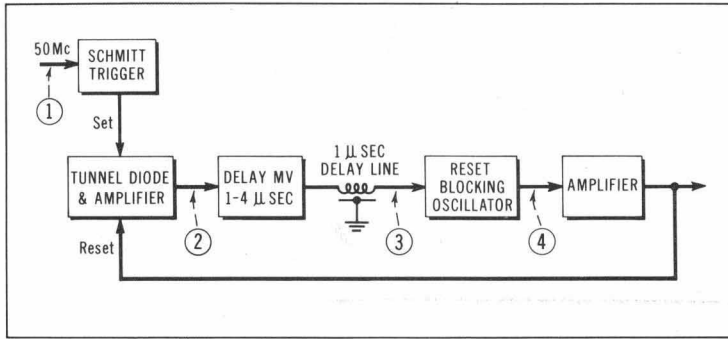 50Mc
SCHMITT
TRIGGER
1
Set
1 μ SEC
DELAY LINE
TUNNEL DIODE
& AMPLIFIER
DELAY MV
1-4 μ SEC
RESET
BLOCKING
OSCILLATOR
AMPLIFIER
2
3
4
Reset